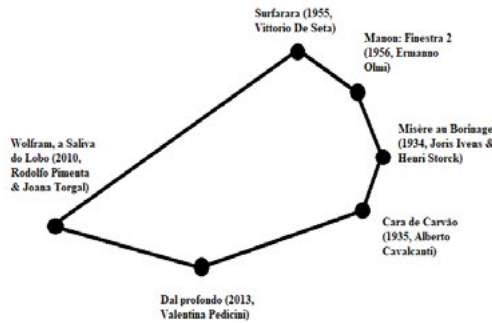 Surfarara (1955,
Vittorio De Seta)
Manon: Finestra 2
(1956, Ermanno
Olmi)
Misère au Borinage
(1934, Joris Ivens &
Henri Storck)
Cara de Carvão
(1935, Alberto
Cavalcanti)
Dal profondo (2013,
Valentina Pedicini)
Wolfram, a Saliva
do Lobo (2010,
Rodolfo Pimenta
& Joana Torgal)